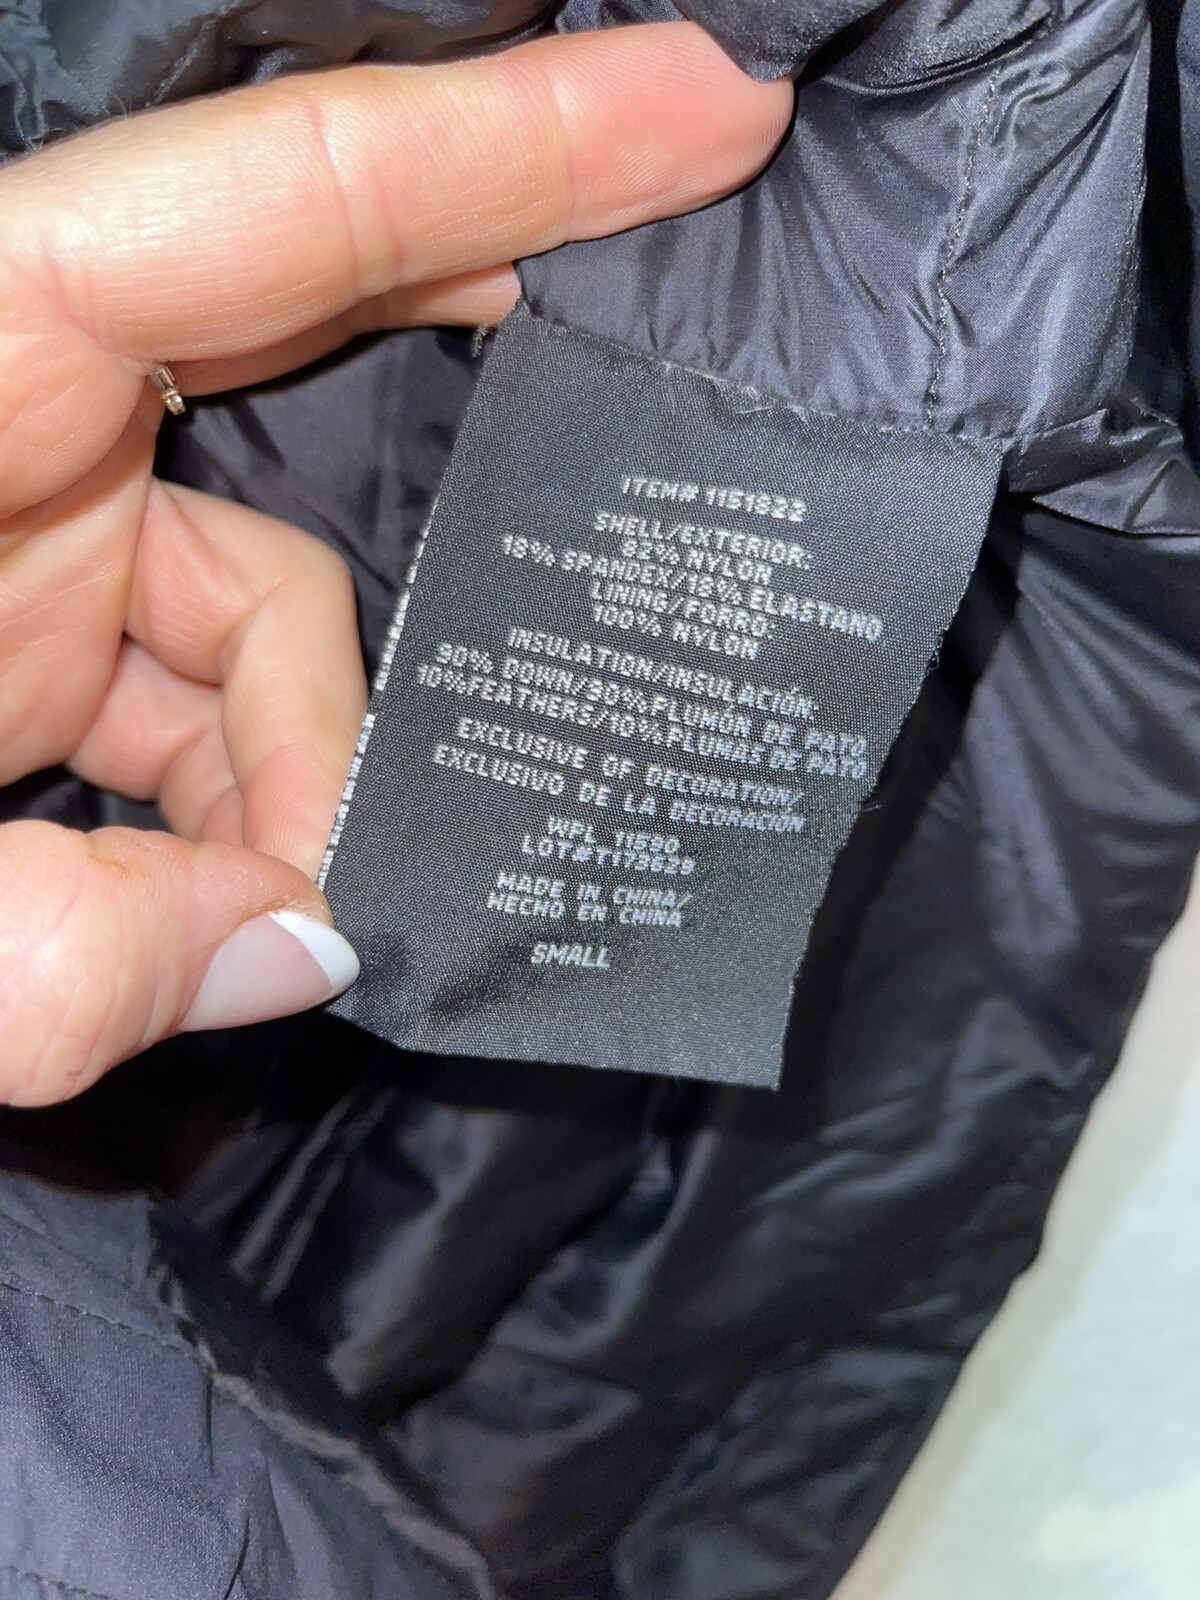 ITEM# 1151822
SHELL/EXTERIOR:
82% NYLON
18% SPANDEX/18% ELASTANO
LINING/FORRO:
100% NYLON
INSULATION/INSULACIÓN:
90% DOWN/90% PLUMÓN DE PATO
10%FEATHERS/10%PLUMAS DE PATO
EXCLUSIVE OF DECORATION/
EXCLUSIVO DE LA DECORACIÓN
WPL 11520
LOT#T173629
MADE IN CHINA/
HECHO EN CHINA
SMALL